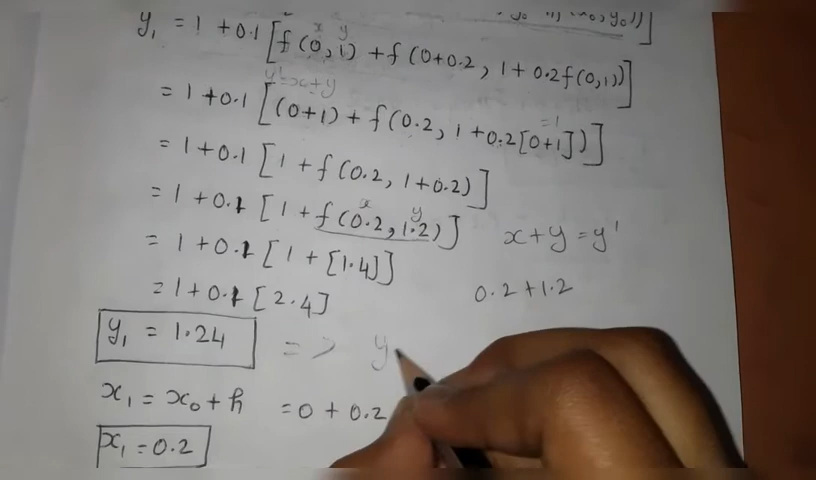 y₁ = 1 + 0.1 [f(0,1) + f(0+0.2, 1+0.2f(0,1))]
x y
y'=x+y
= 1 + 0.1 [(0+1) + f(0.2, 1+0.2[0+1])]
=1
= 1 + 0.1 [1 + f(0.2, 1+0.2)]
= 1 + 0.1 [1 + f(0.2, 1.2)]
x y
x + y = y'
= 1 + 0.1 [1 + [1.4]]
0.2 + 1.2
= 1 + 0.1 [2.4]
y₁ = 1.24 => y
x₁ = x₀ + h = 0 + 0.2
x₁ = 0.2